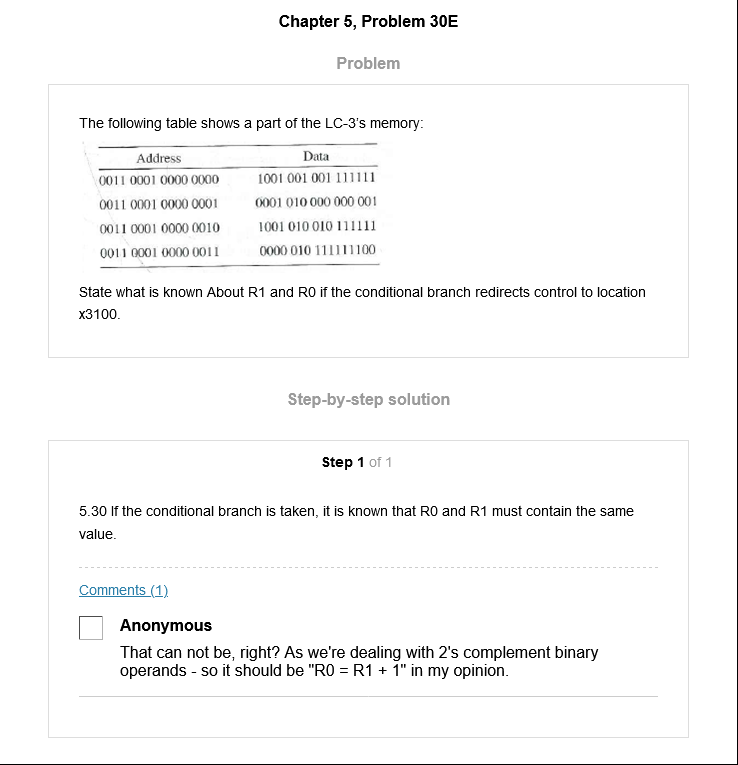 Chapter 5, Problem 30E
Problem
The following table shows a part of the LC-3's memory:
Address Data
0011 0001 0000 0000 1001 001 001 111111
0011 0001 0000 0001 0001 010 000 000 001
0011 0001 0000 0010 1001 010 010 111111
0011 0001 0000 0011 0000 010 111111100
State what is known About R1 and R0 if the conditional branch redirects control to location
x3100.
Step-by-step solution
Step 1 of 1
5.30 If the conditional branch is taken, it is known that R0 and R1 must contain the same
value.
Comments (1)
Anonymous
That can not be, right? As we're dealing with 2's complement binary
operands - so it should be "R0 = R1 + 1" in my opinion.